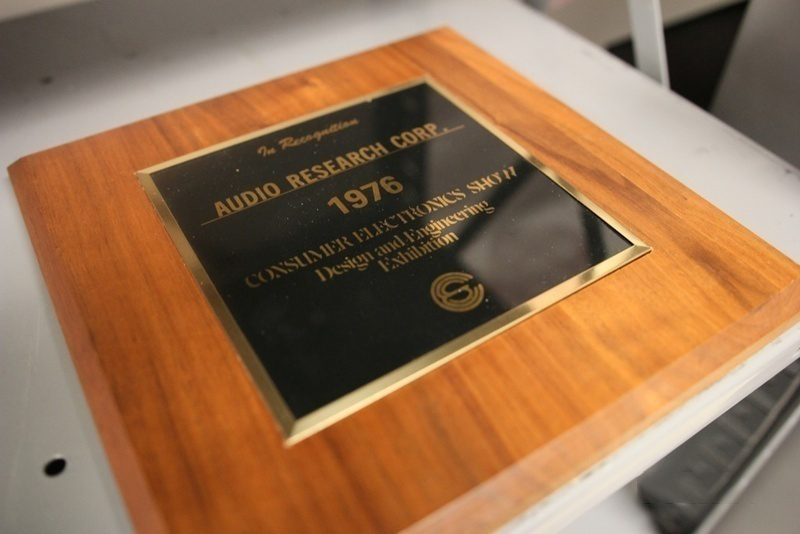 In Recognition
AUDIO RESEARCH CORP.
1976
CONSUMER ELECTRONICS SHOW
Design and Engineering
Exhibition